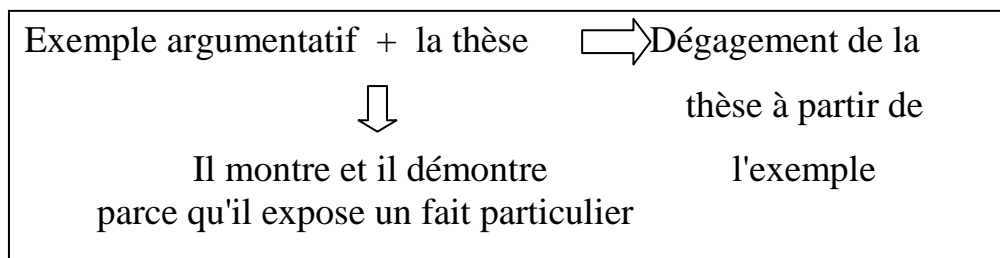 Exemple argumentatif + la thèse Dégagement de la
thèse à partir de
Il montre et il démontre l'exemple
parce qu'il expose un fait particulier